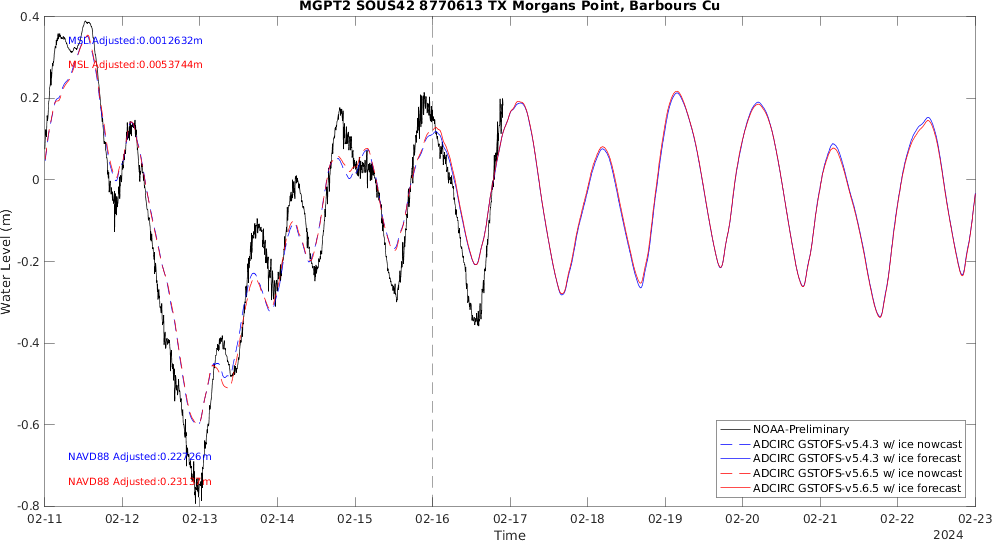 MGPT2 SOUS42 8770613 TX Morgans Point, Barbours Cu
0.4
MSL Adjusted:0.0012632m
MSL Adjusted:0.0053744m
0.2
0
-0.2
-0.4
-0.6
-0.8
Water Level (m)
NOAA-Preliminary
ADCIRC GSTOFS-v5.4.3 w/ ice nowcast
ADCIRC GSTOFS-v5.4.3 w/ ice forecast
ADCIRC GSTOFS-v5.6.5 w/ ice nowcast
ADCIRC GSTOFS-v5.6.5 w/ ice forecast
NAVD88 Adjusted:0.22726m
NAVD88
02-11 02-12 02-13 02-14 02-15 02-16 02-17 02-18 02-19 02-20 02-21 02-22 02-23
Time
2024